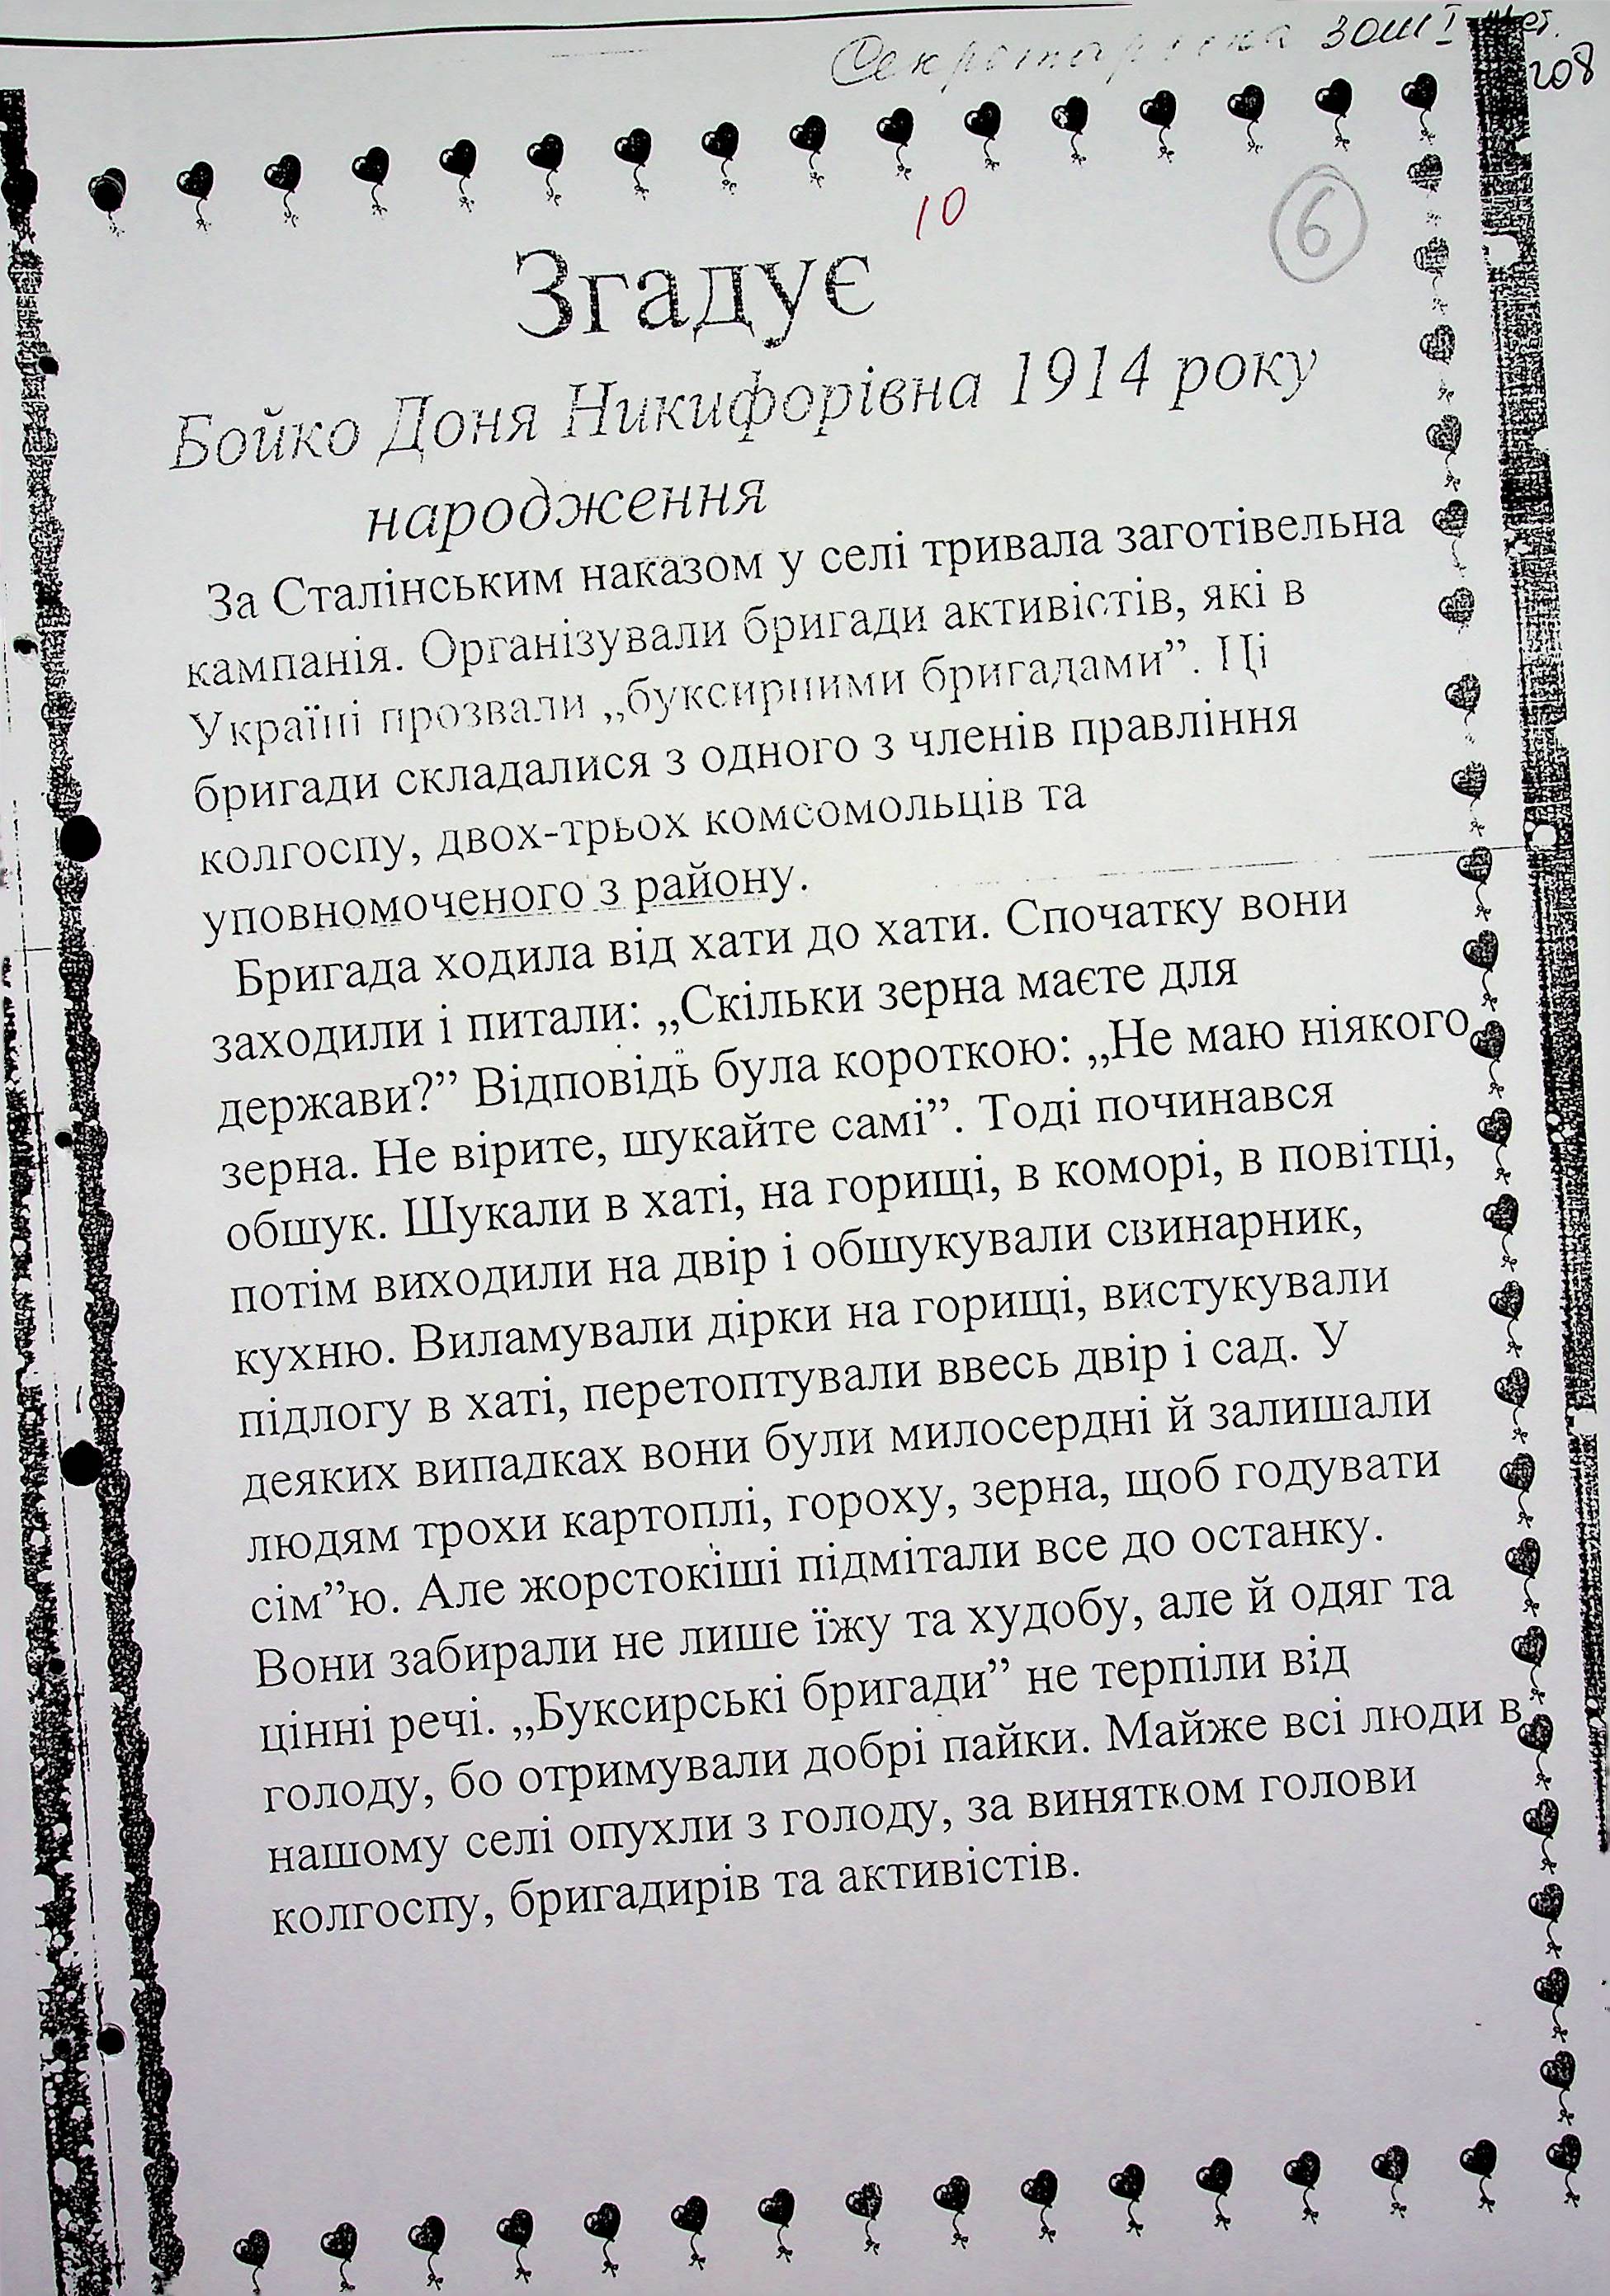 ЗОШ І
208
10
6
Згадує
Бойко Доня Никифорівна 1914 року
народження
За Сталінським наказом у селі тривала заготівельна
кампанія. Організували бригади активістів, які в
Україні прозвали „буксирними бригадами”. Ці
бригади складалися з одного з членів правління
колгоспу, двох-трьох комсомольців та
уповномоченого з району.
Бригада ходила від хати до хати. Спочатку вони
заходили і питали: „Скільки зерна маєте для
держави?” Відповідь була короткою: „Не маю ніякого
зерна. Не вірите, шукайте самі”. Тоді починався
обшук. Шукали в хаті, на горищі, в коморі, в повітці,
потім виходили на двір і обшукували свинарник,
кухню. Виламували дірки на горищі, вистукували
підлогу в хаті, перетоптували ввесь двір і сад. У
деяких випадках вони були милосердні й залишали
людям трохи картоплі, гороху, зерна, щоб годувати
сім”ю. Але жорстокіші підмітали все до останку.
Вони забирали не лише їжу та худобу, але й одяг та
цінні речі. „Буксирські бригади” не терпіли від
голоду, бо отримували добрі пайки. Майже всі люди в
нашому селі опухли з голоду, за винятком голови
колгоспу, бригадирів та активістів.